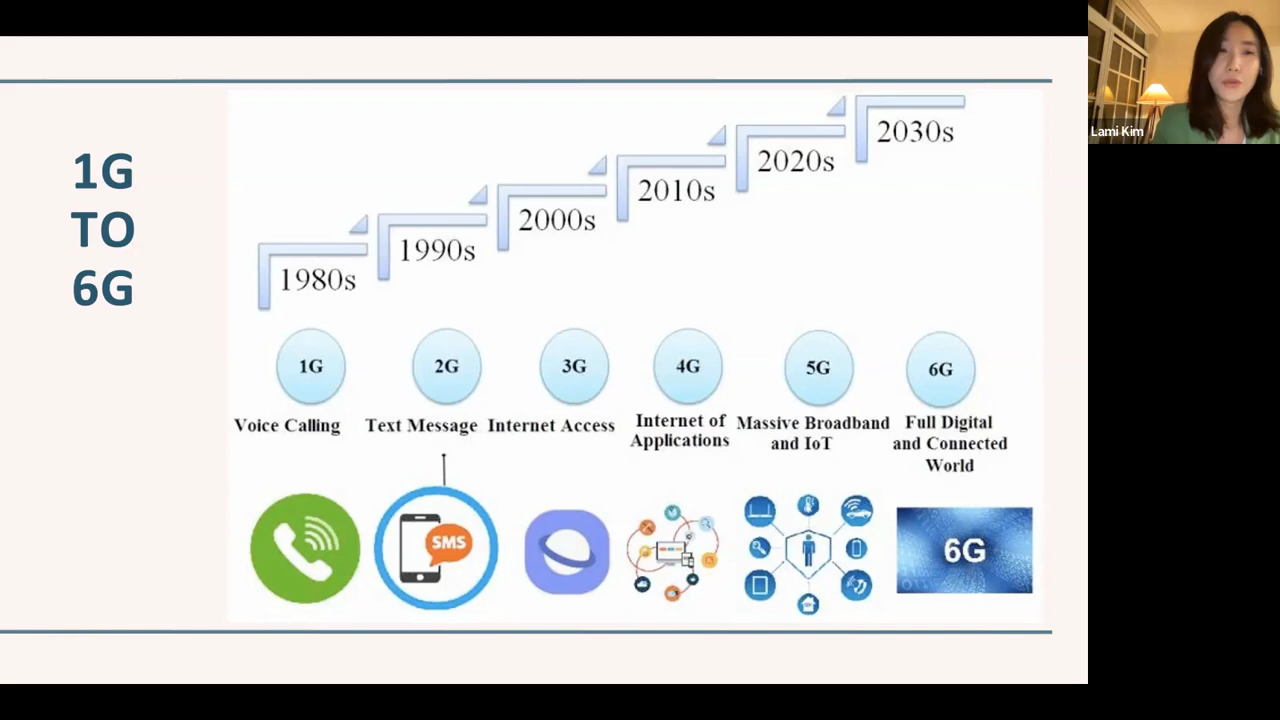 1G
TO
6G
1980s
1990s
2000s
2010s
2020s
2030s
1G
2G
3G
4G
5G
6G
Voice Calling
Text Message
Internet Access
Internet of
Applications
Massive Broadband
and IoT
Full Digital
and Connected
World
SMS
6G
Lami Kim